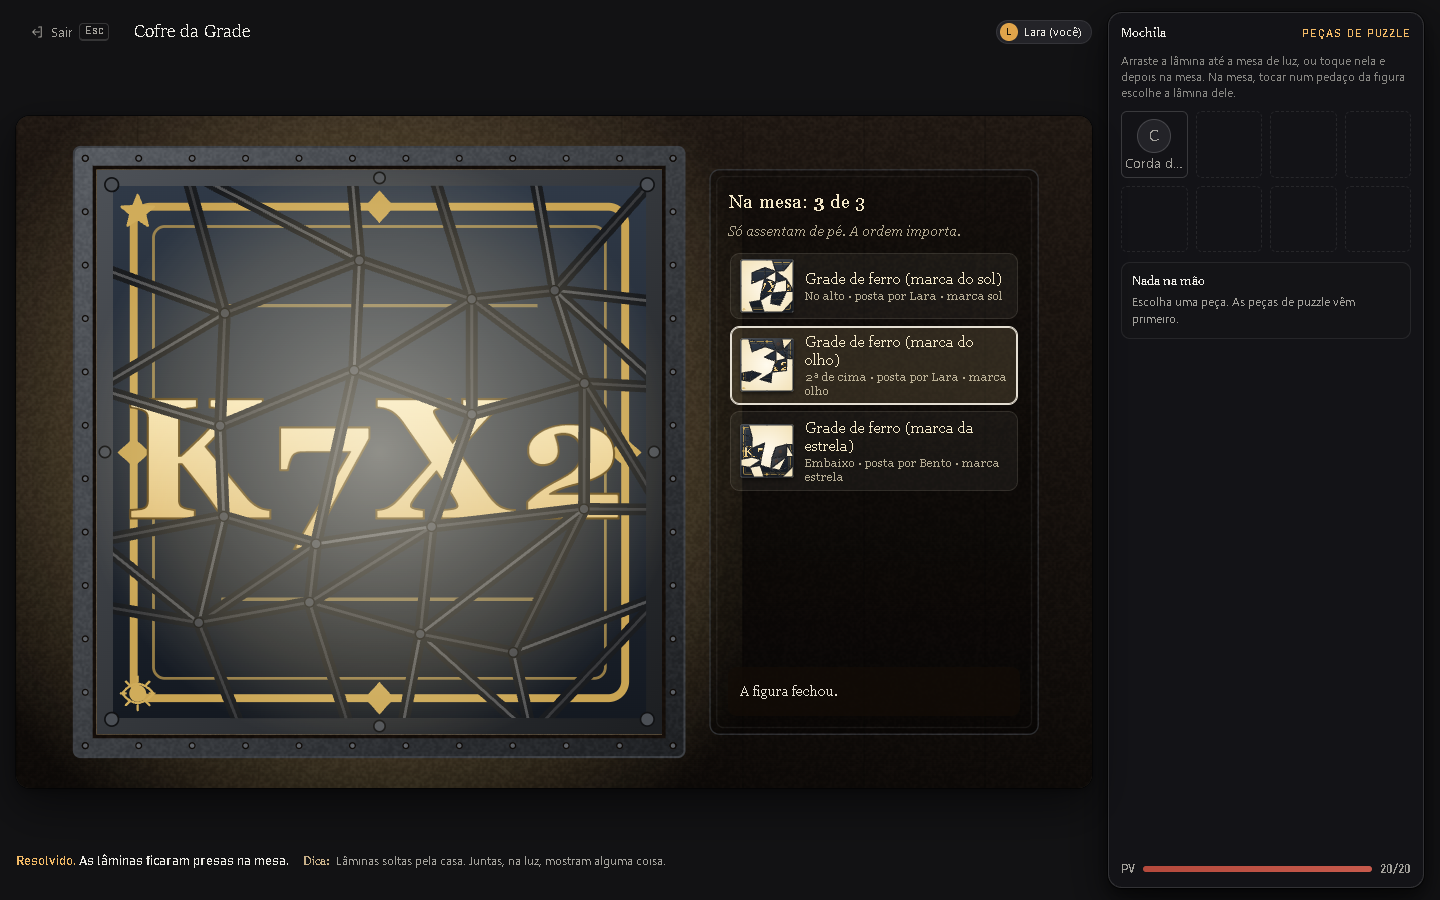 Sair Esc
Cofre da Grade
L Lara (você)
Mochila
PEÇAS DE PUZZLE
Arraste a lâmina até a mesa de luz, ou toque nela e
depois na mesa. Na mesa, tocar num pedaço da figura
escolhe a lâmina dele.
C
Corda d...
Nada na mão
Escolha uma peça. As peças de puzzle vêm
primeiro.
K7X2
Na mesa: 3 de 3
Só assentam de pé. A ordem importa.
Grade de ferro (marca do sol)
No alto • posta por Lara • marca sol
Grade de ferro (marca do
olho)
2ª de cima • posta por Lara • marca
olho
Grade de ferro (marca da
estrela)
Embaixo • posta por Bento • marca
estrela
A figura fechou.
Resolvido. As lâminas ficaram presas na mesa.
Dica: Lâminas soltas pela casa. Juntas, na luz, mostram alguma coisa.
PV 20/20